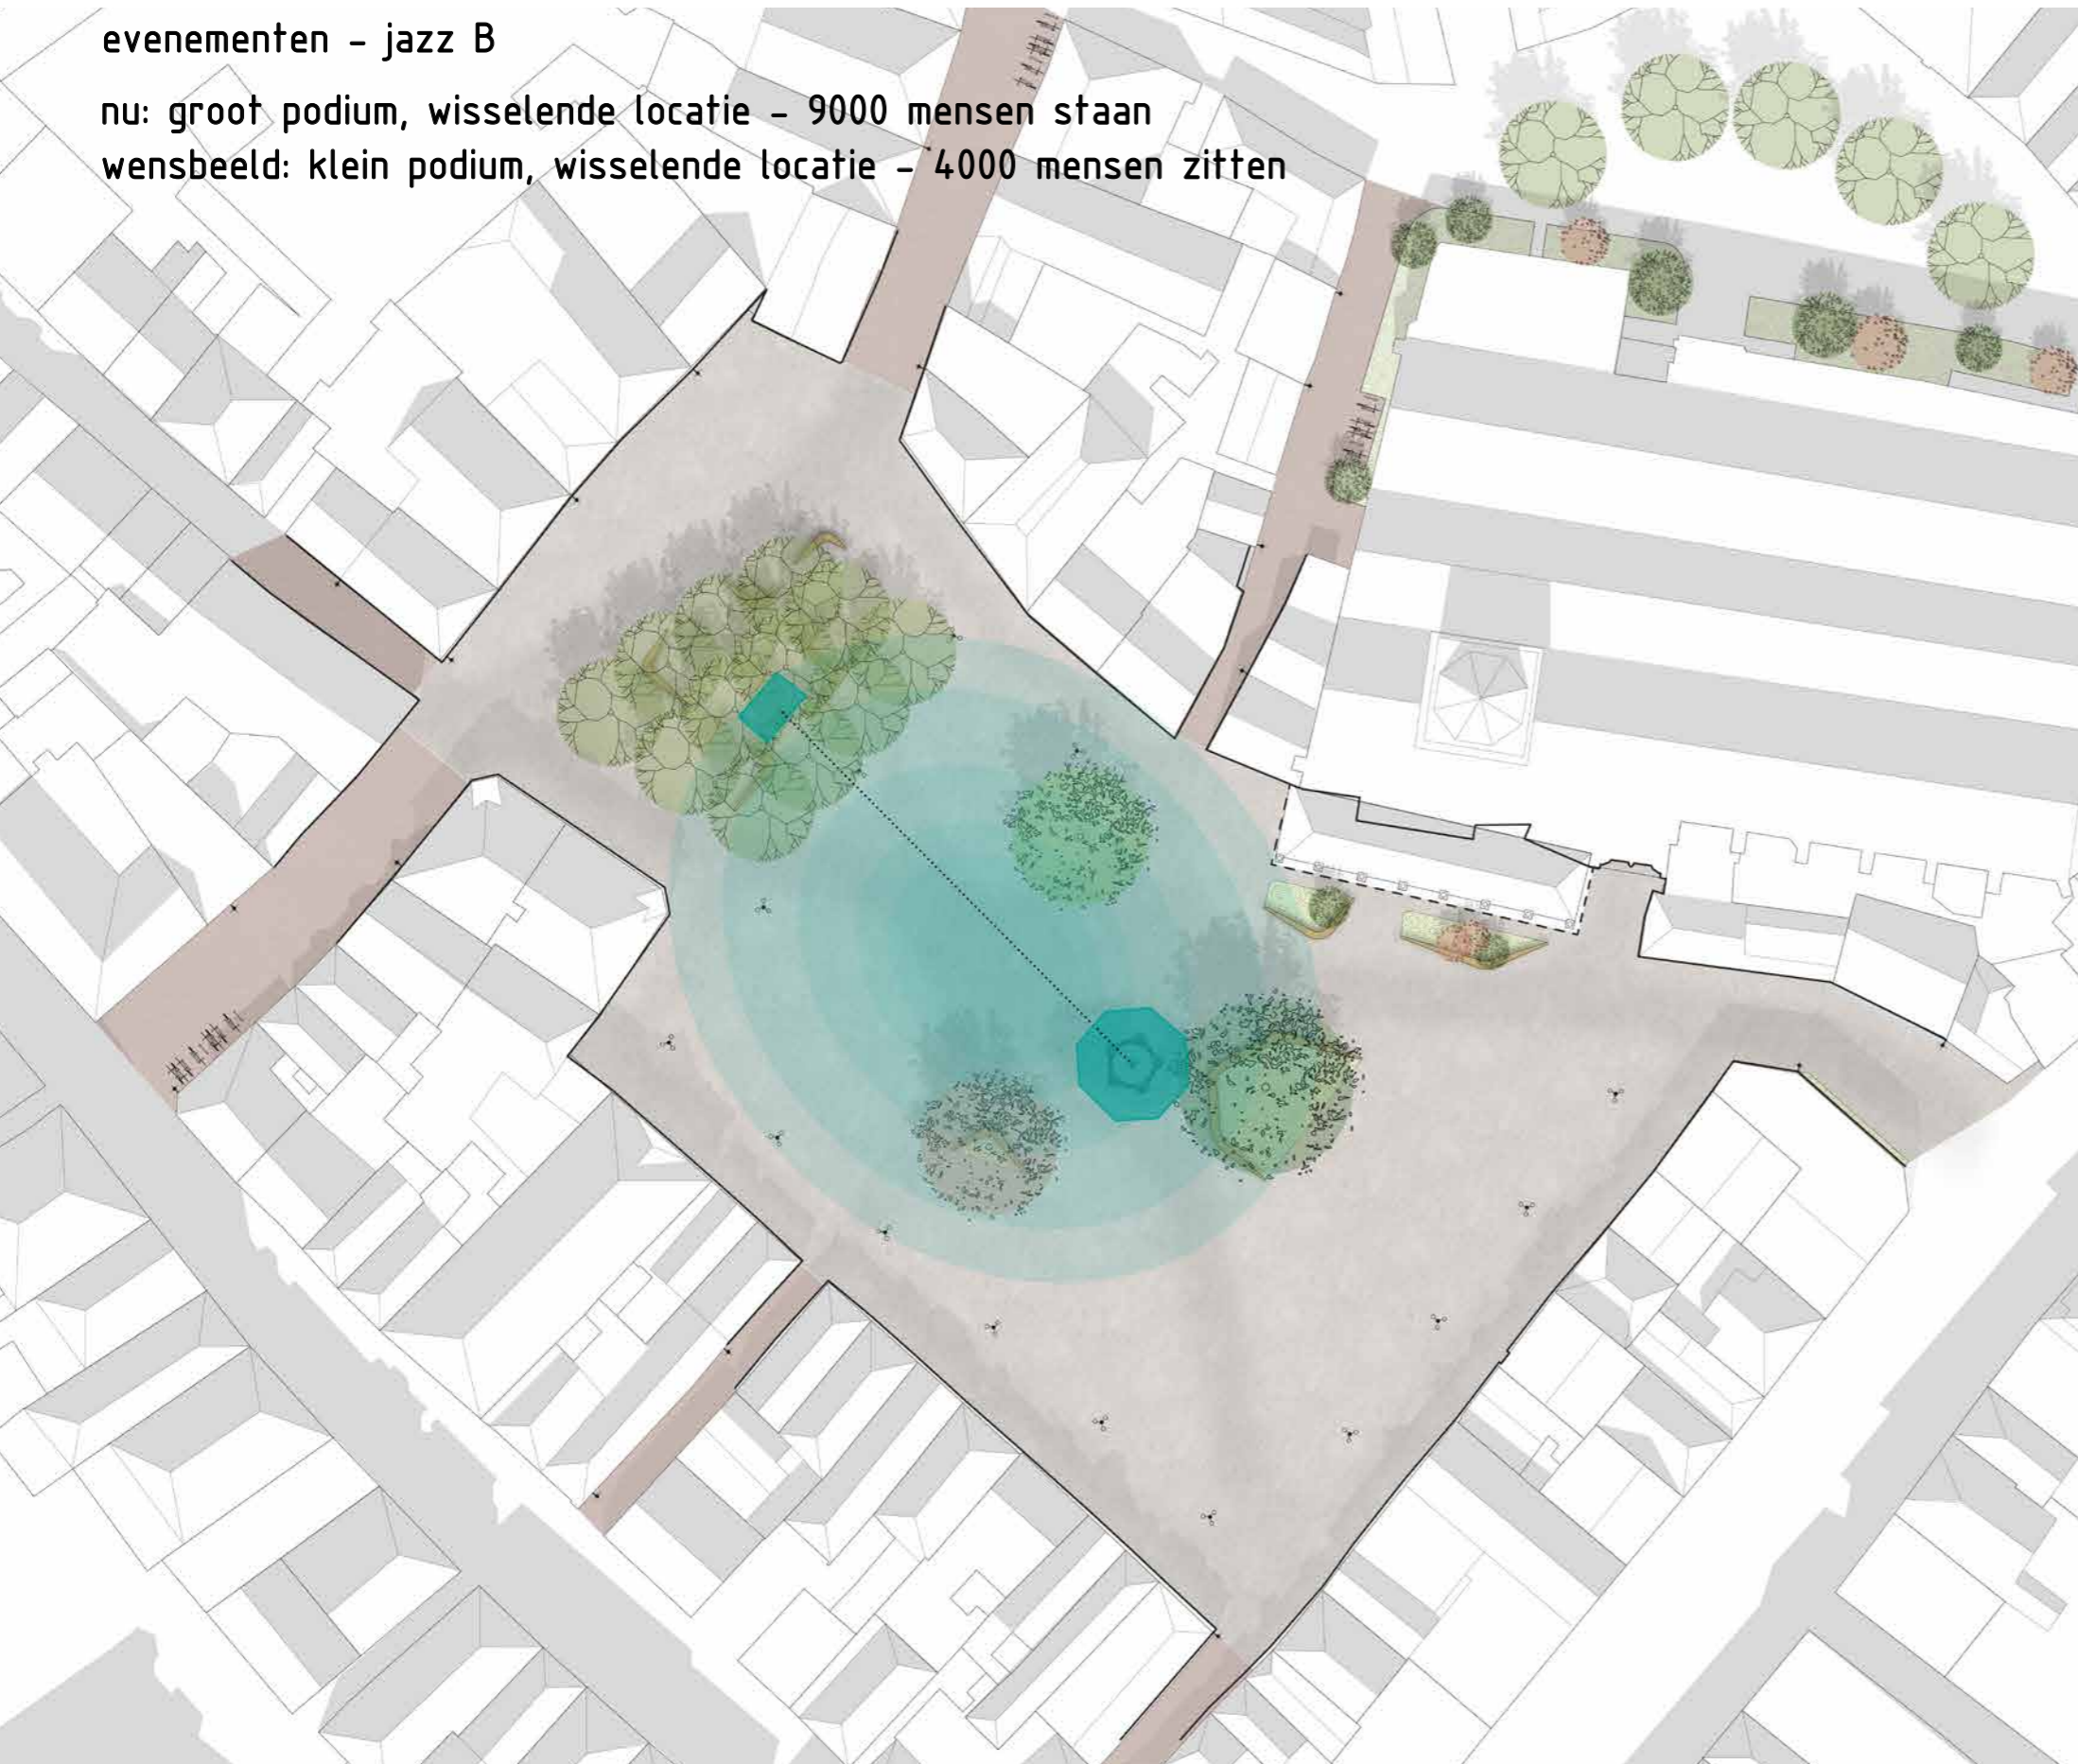 evenementen - jazz B
nu: groot podium, wisselende locatie - 9000 mensen staan
wensbeeld: klein podium, wisselende locatie - 4000 mensen zitten